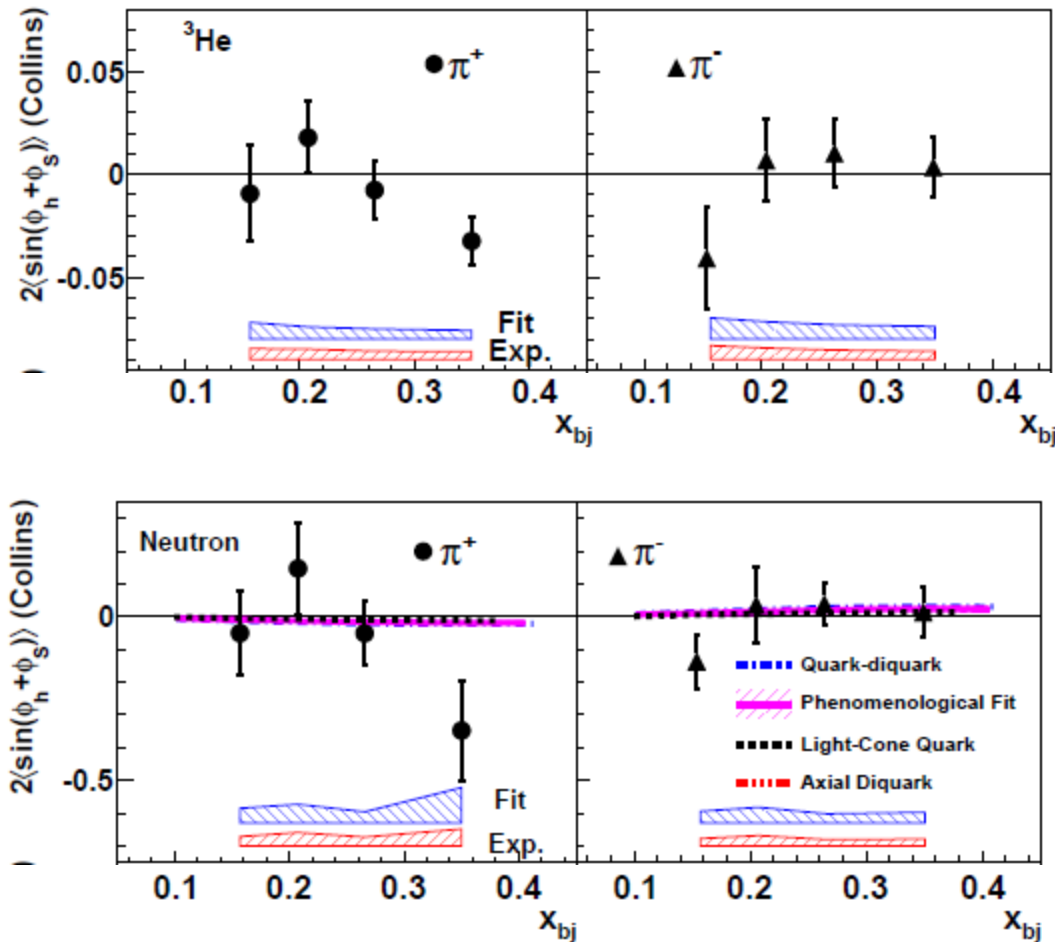 ³He
π⁺
π⁻
2⟨sin(ϕₕ+ϕS)⟩ (Collins)
0.05
0
-0.05
Fit
Exp.
0.1 0.2 0.3 0.4
0.1 0.2 0.3 0.4
xbj
xbj
Neutron
π⁺
π⁻
2⟨sin(ϕₕ+ϕS)⟩ (Collins)
0
-0.5
Quark-diquark
Phenomenological Fit
Light-Cone Quark
Axial Diquark
Fit
Exp.
0.1 0.2 0.3 0.4
0.1 0.2 0.3 0.4
xbj
xbj